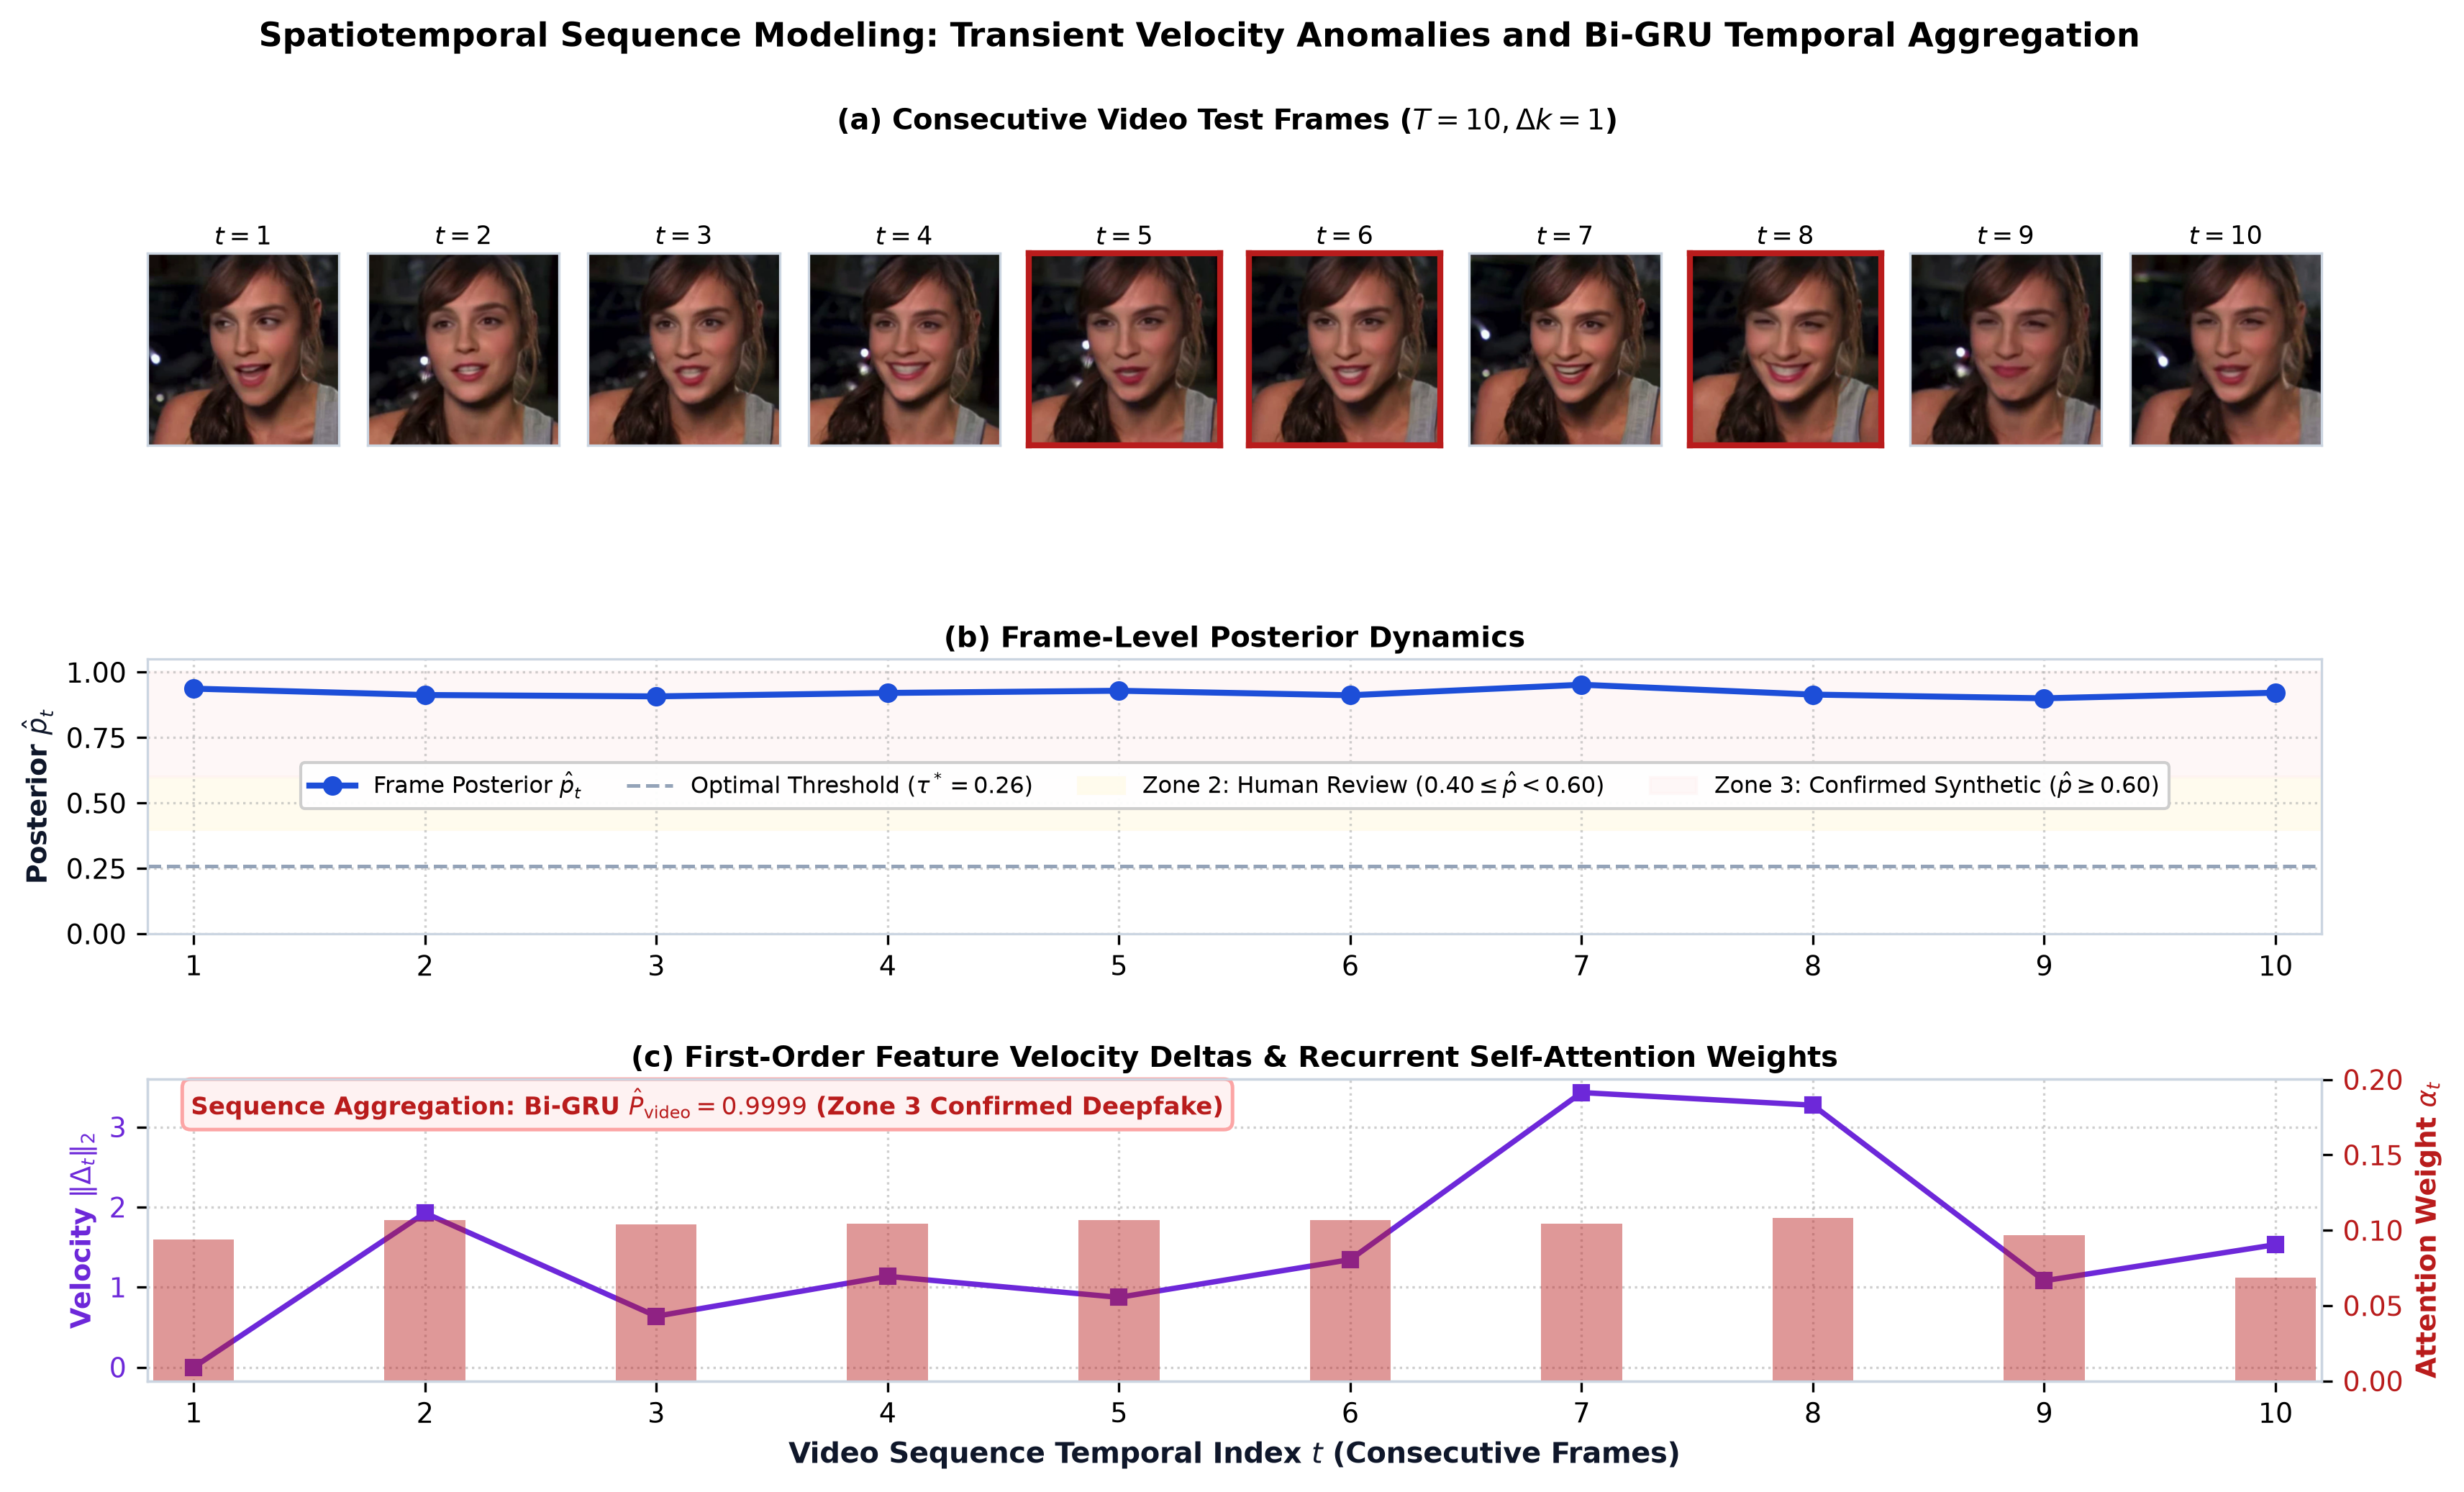 Spatiotemporal Sequence Modeling: Transient Velocity Anomalies and Bi-GRU Temporal Aggregation
(a) Consecutive Video Test Frames (T = 10, Δk = 1)
t = 1 t = 2 t = 3 t = 4 t = 5 t = 6 t = 7 t = 8 t = 9 t = 10
(b) Frame-Level Posterior Dynamics
Posterior p̂_t
1.00
0.75
0.50
0.25
0.00
Frame Posterior p̂_t
Optimal Threshold (τ* = 0.26)
Zone 2: Human Review (0.40 ≤ p̂ < 0.60)
Zone 3: Confirmed Synthetic (p̂ ≥ 0.60)
1 2 3 4 5 6 7 8 9 10
(c) First-Order Feature Velocity Deltas & Recurrent Self-Attention Weights
Sequence Aggregation: Bi-GRU P̂_video = 0.9999 (Zone 3 Confirmed Deepfake)
Velocity ‖Δ_t‖₂
3
2
1
0
Attention Weight α_t
0.20
0.15
0.10
0.05
0.00
1 2 3 4 5 6 7 8 9 10
Video Sequence Temporal Index t (Consecutive Frames)